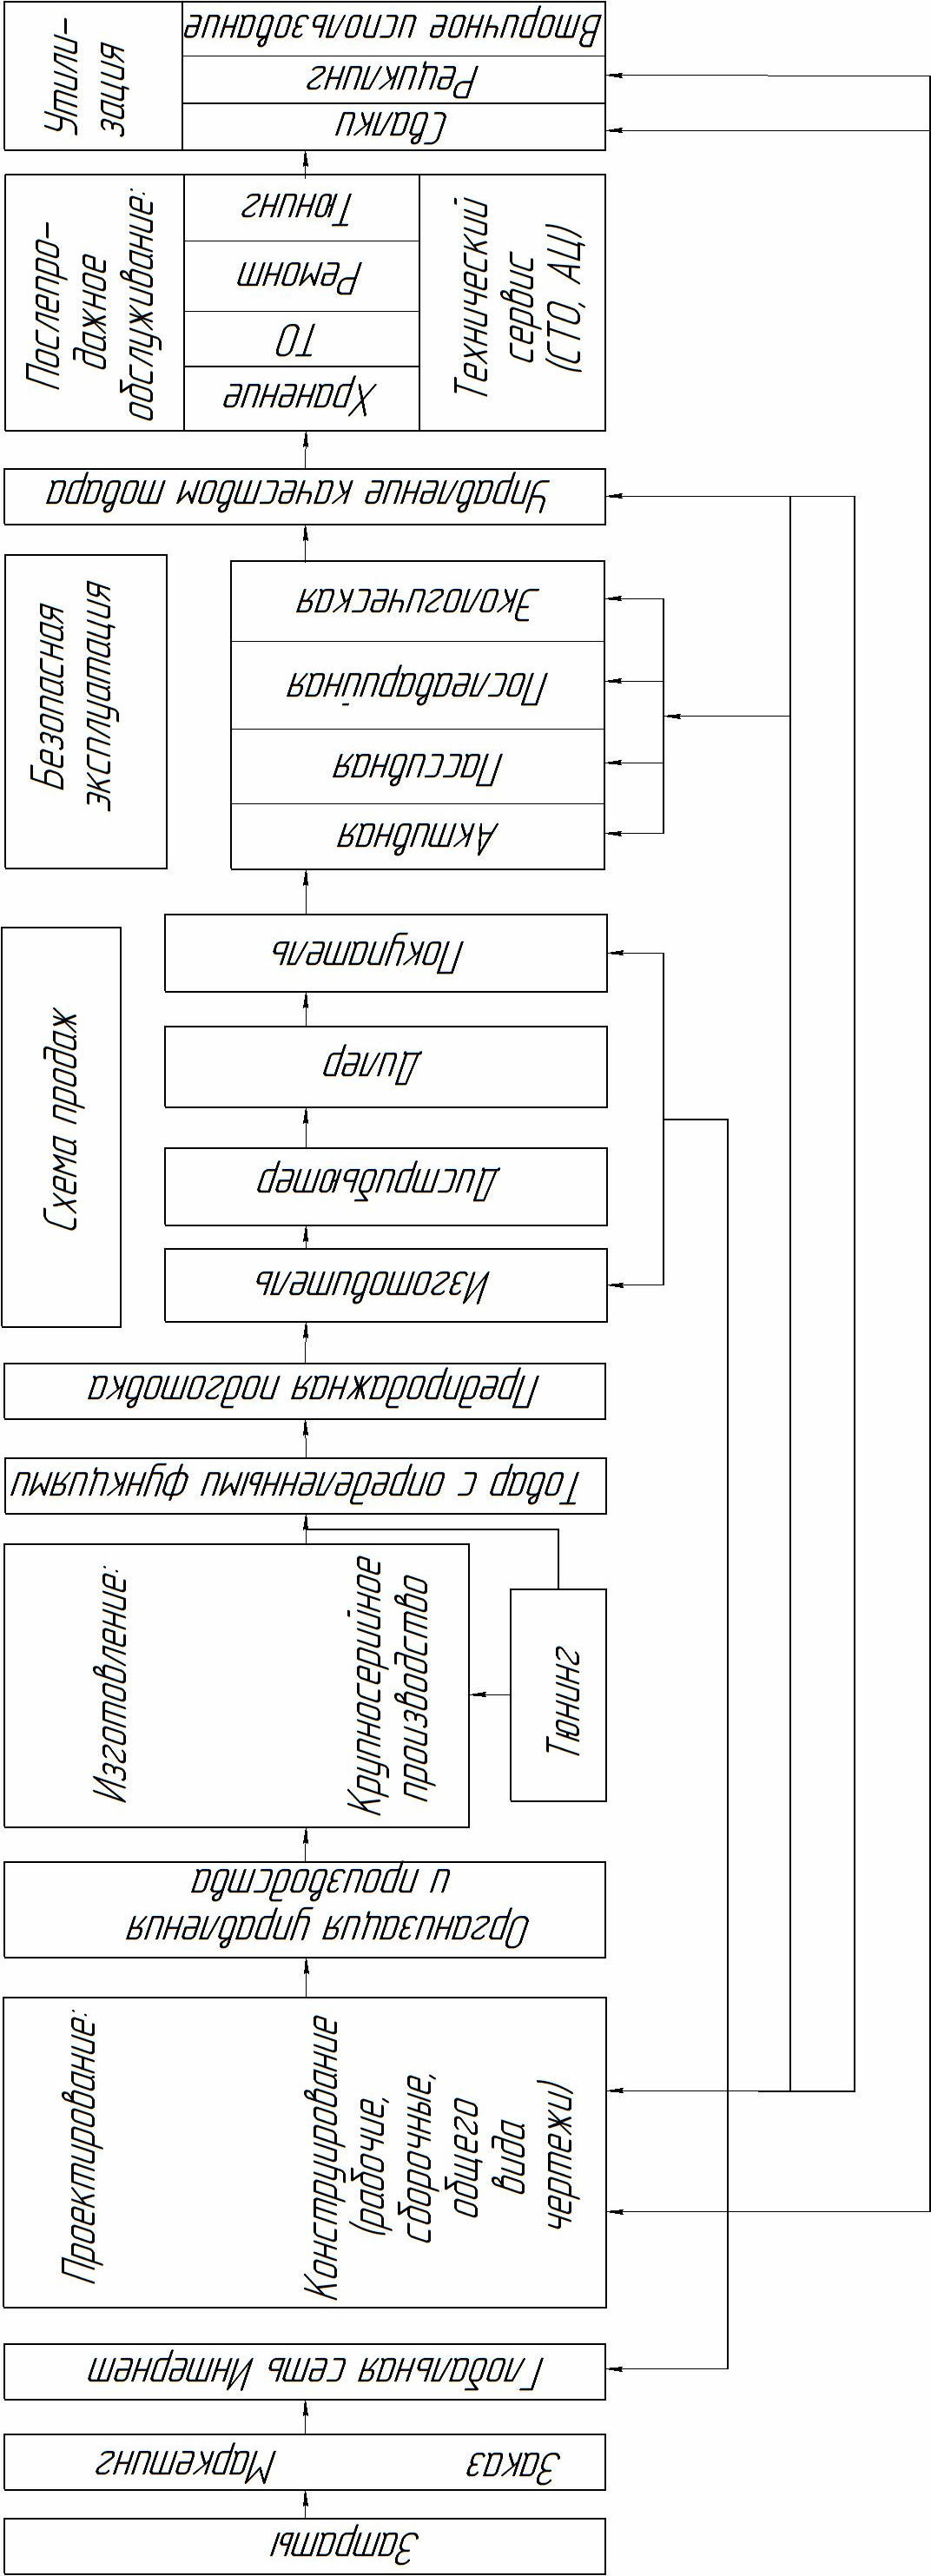 Затраты
Маркетинг
Заказ
Глобальная сеть Интернет
Проектирование:
Конструирование
(рабочие,
сборочные,
общего
вида
чертежи)
Организация управления
и производства
Изготовление:
Крупносерийное
производство
Тюнинг
Товар с определенными функциями
Предпродажная подготовка
Схема продаж
Изготовитель
Дистрибьютер
Дилер
Покупатель
Безопасная
эксплуатация
Активная
Пассивная
Послеаварийная
Экологическая
Управление качеством товара
Послепро-
дажное
обслуживание:
Хранение
ТО
Ремонт
Тюнинг
Технический
сервис
(СТО, АЦ)
Утили-
зация
Свалки
Рециклинг
Вторичное использование